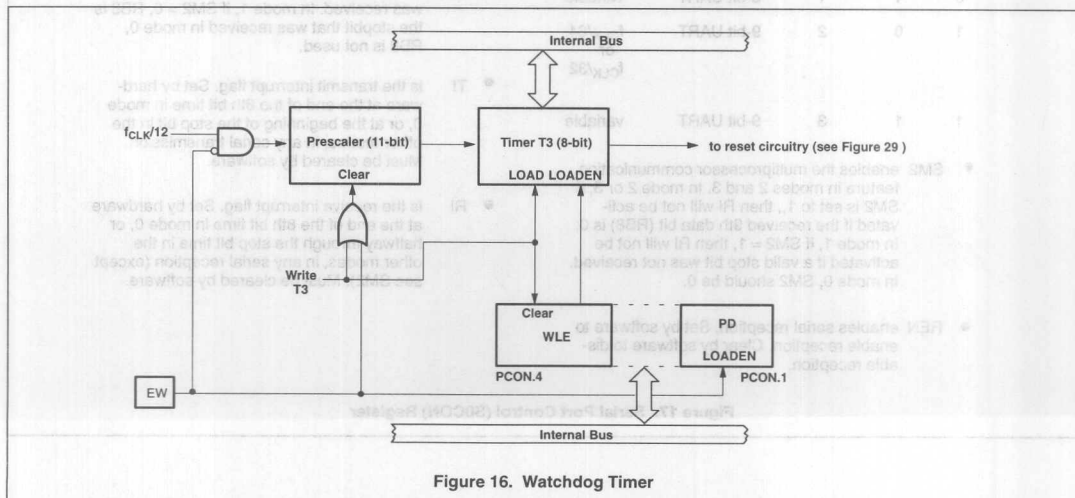 Internal Bus
fCLK/12
Prescaler (11-bit)
Clear
Timer T3 (8-bit)
LOAD LOADEN
to reset circuitry (see Figure 29 )
Write
T3
Clear
WLE
PCON.4
PD
LOADEN
PCON.1
EW
Internal Bus
Figure 16. Watchdog Timer